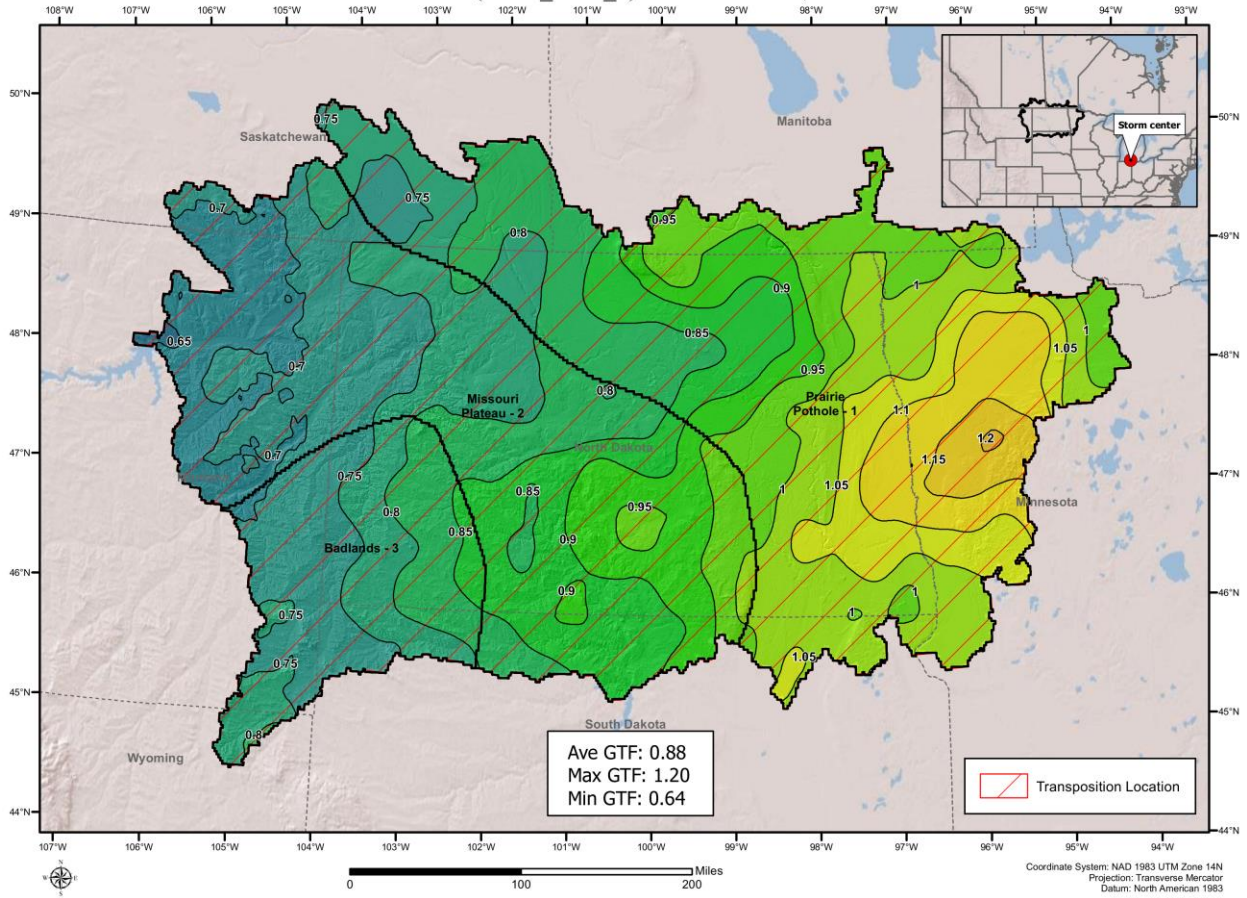 108°W 107°W 106°W 105°W 104°W 103°W 102°W 101°W 100°W 99°W 98°W 97°W 96°W 95°W 94°W 93°W
50°N
50°N
49°N
49°N
48°N
48°N
47°N
47°N
46°N
46°N
45°N
45°N
44°N
44°N
Storm center
Saskatchewan
Manitoba
North Dakota
Minnesota
South Dakota
Wyoming
Missouri
Plateau - 2
Prairie
Pothole - 1
Badlands - 3
0.75
0.75
0.7
0.8
0.95
0.9
1
0.65
0.7
0.85
0.95
1.05
1
0.8
1.1
1.2
1.15
0.7
0.75
0.8
0.85
0.85
0.95
0.9
1
1.05
0.9
1
1
0.75
0.75
1.05
0.8
Ave GTF: 0.88
Max GTF: 1.20
Min GTF: 0.64
Transposition Location
107°W 106°W 105°W 104°W 103°W 102°W 101°W 100°W 99°W 98°W 97°W 96°W 95°W 94°W
N
W E
S
Miles
0 100 200
Coordinate System: NAD 1983 UTM Zone 14N
Projection: Transverse Mercator
Datum: North American 1983